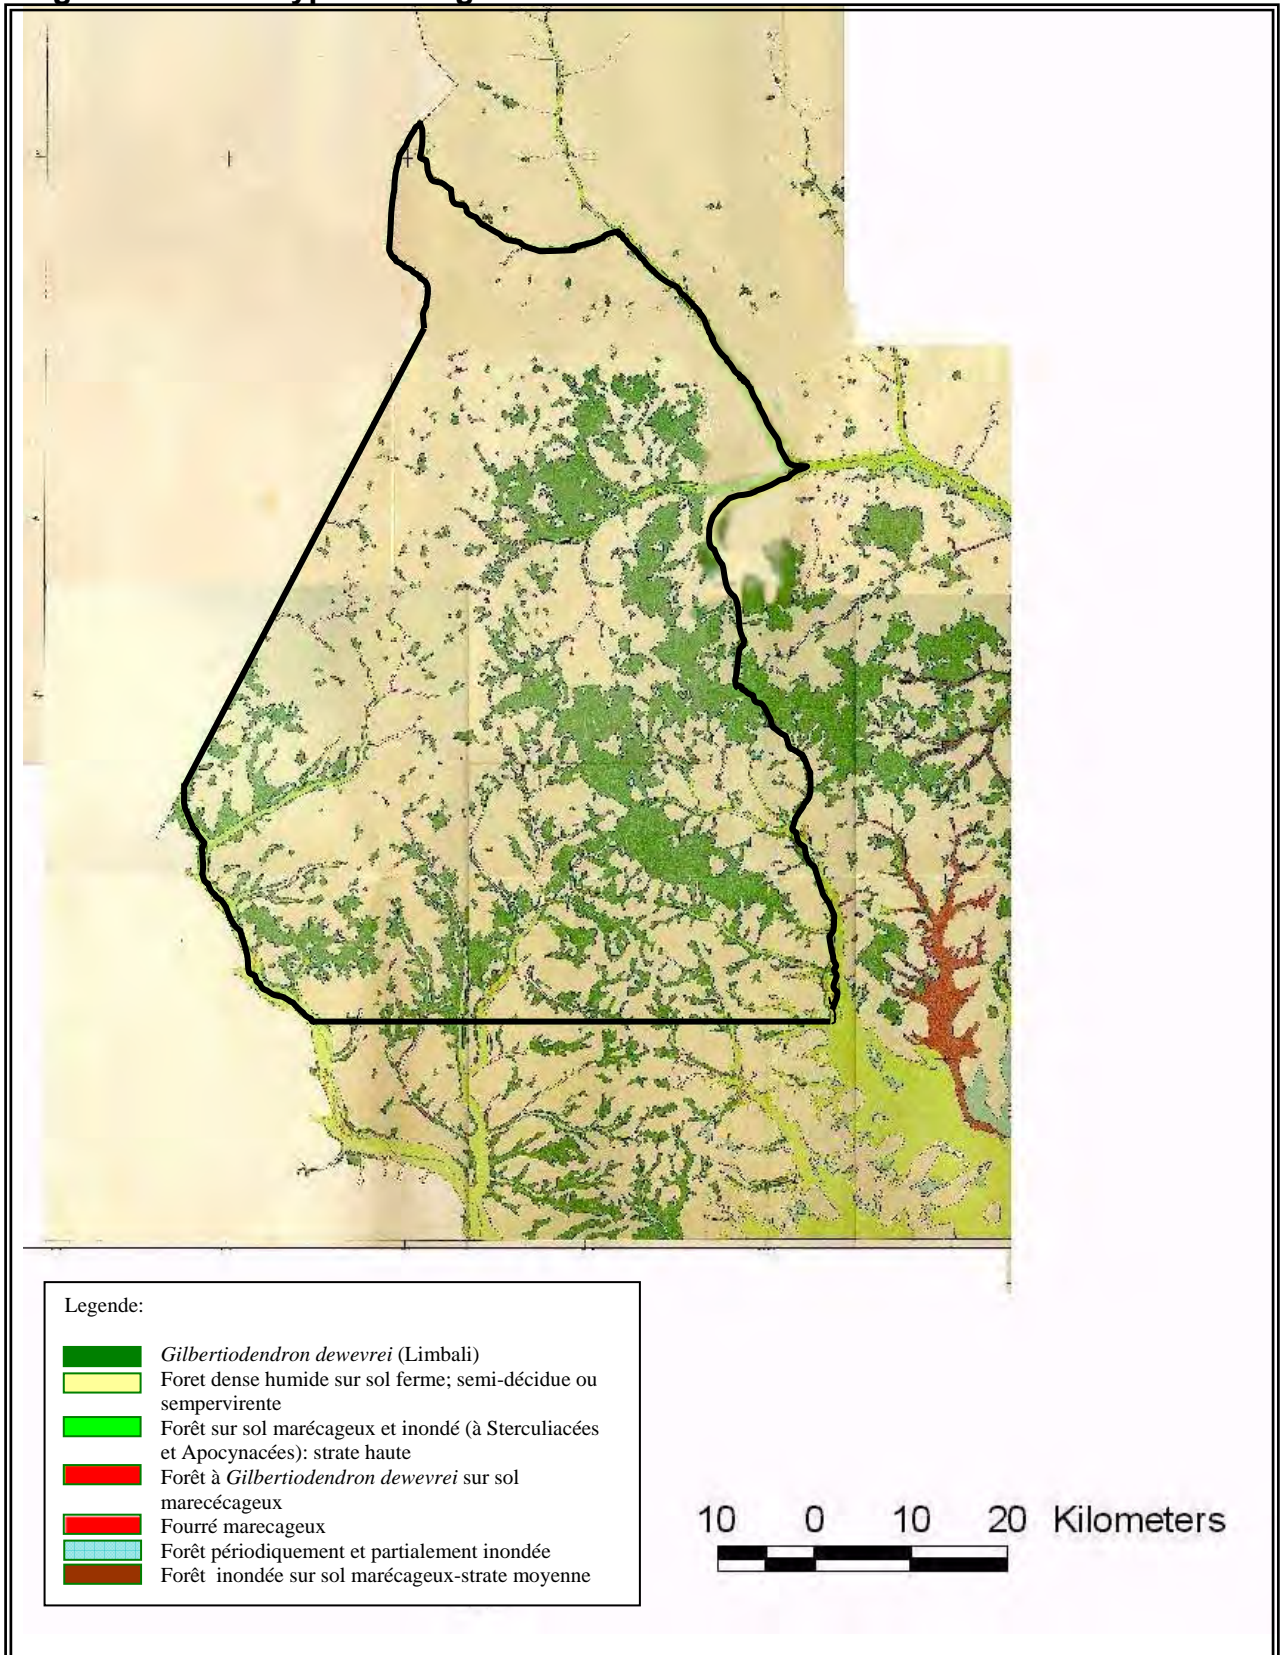 Legende:
Gilbertiodendron dewevrei (Limbali)
Foret dense humide sur sol ferme; semi-décidue ou
sempervirente
Forêt sur sol marécageux et inondé (à Sterculiacées
et Apocynacées): strate haute
Forêt à Gilbertiodendron dewevrei sur sol
marecécageux
Fourré marecageux
Forêt périodiquement et partialement inondée
Forêt inondée sur sol marécageux-strate moyenne
10 0 10 20 Kilometers